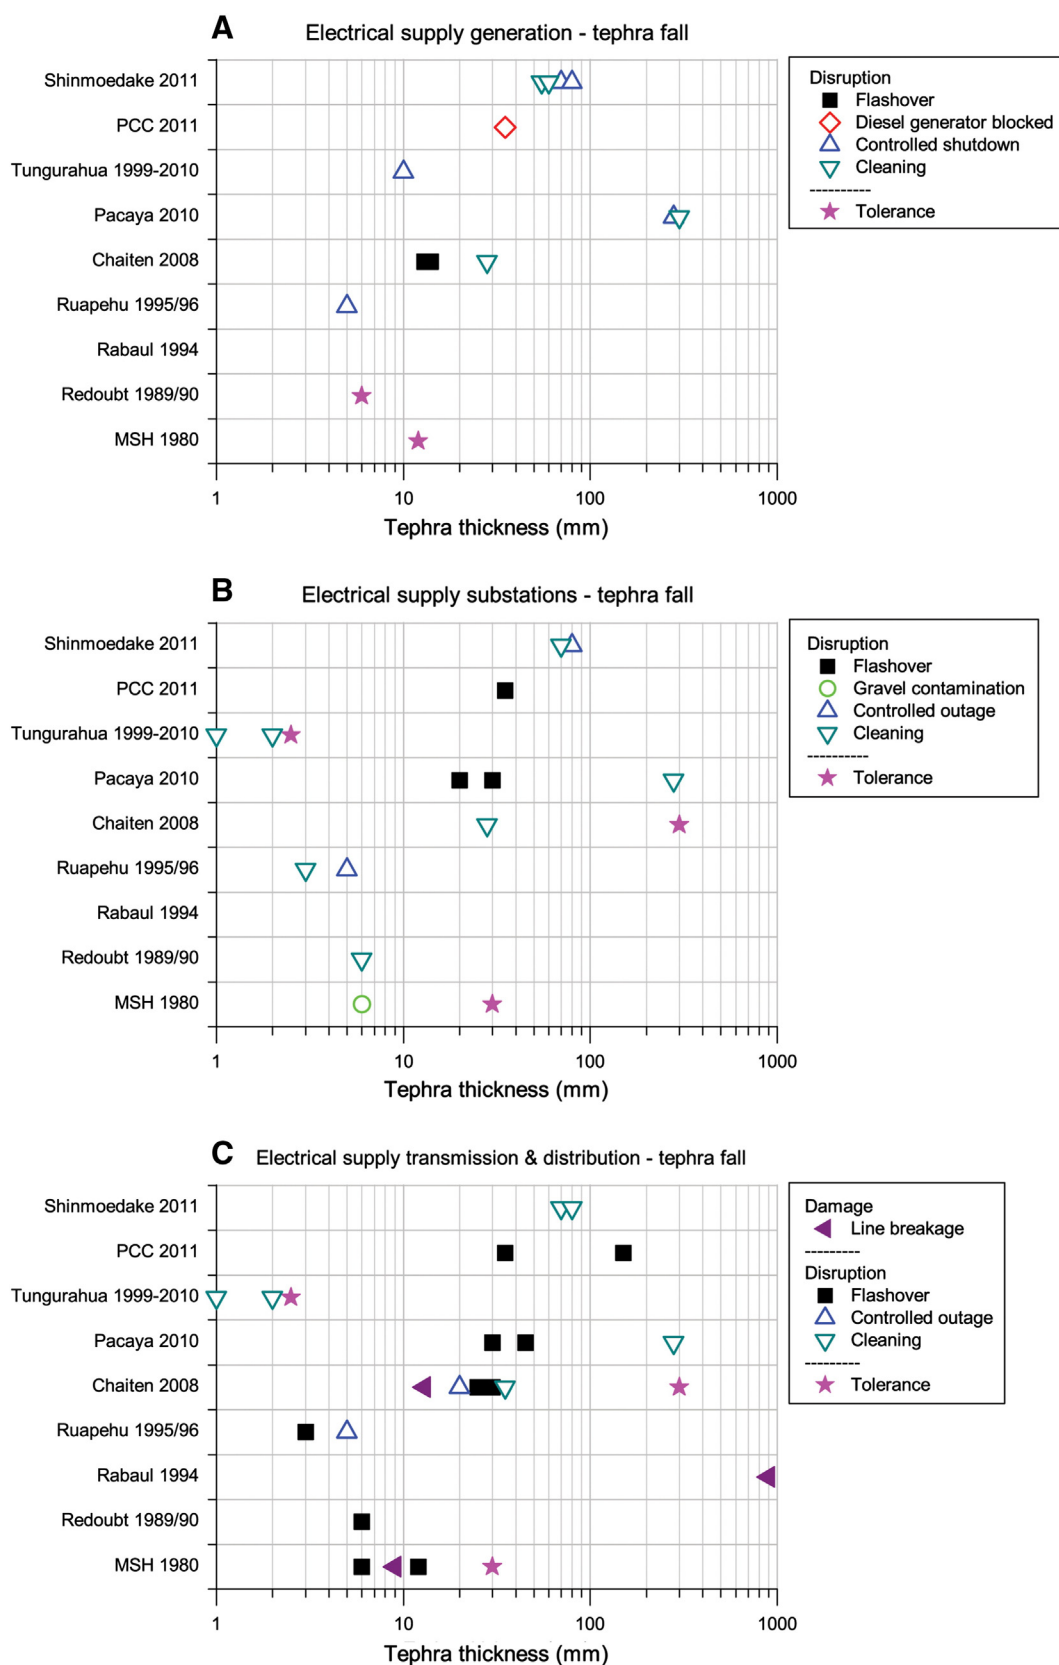 A
Electrical supply generation - tephra fall
Shinmoedake 2011
PCC 2011
Tungurahua 1999-2010
Pacaya 2010
Chaiten 2008
Ruapehu 1995/96
Rabaul 1994
Redoubt 1989/90
MSH 1980
1 10 100 1000
Tephra thickness (mm)
Disruption
Flashover
Diesel generator blocked
Controlled shutdown
Cleaning
----------
Tolerance
B
Electrical supply substations - tephra fall
Shinmoedake 2011
PCC 2011
Tungurahua 1999-2010
Pacaya 2010
Chaiten 2008
Ruapehu 1995/96
Rabaul 1994
Redoubt 1989/90
MSH 1980
1 10 100 1000
Tephra thickness (mm)
Disruption
Flashover
Gravel contamination
Controlled outage
Cleaning
----------
Tolerance
C
Electrical supply transmission & distribution - tephra fall
Shinmoedake 2011
PCC 2011
Tungurahua 1999-2010
Pacaya 2010
Chaiten 2008
Ruapehu 1995/96
Rabaul 1994
Redoubt 1989/90
MSH 1980
1 10 100 1000
Tephra thickness (mm)
Damage
Line breakage
---------
Disruption
Flashover
Controlled outage
Cleaning
---------
Tolerance